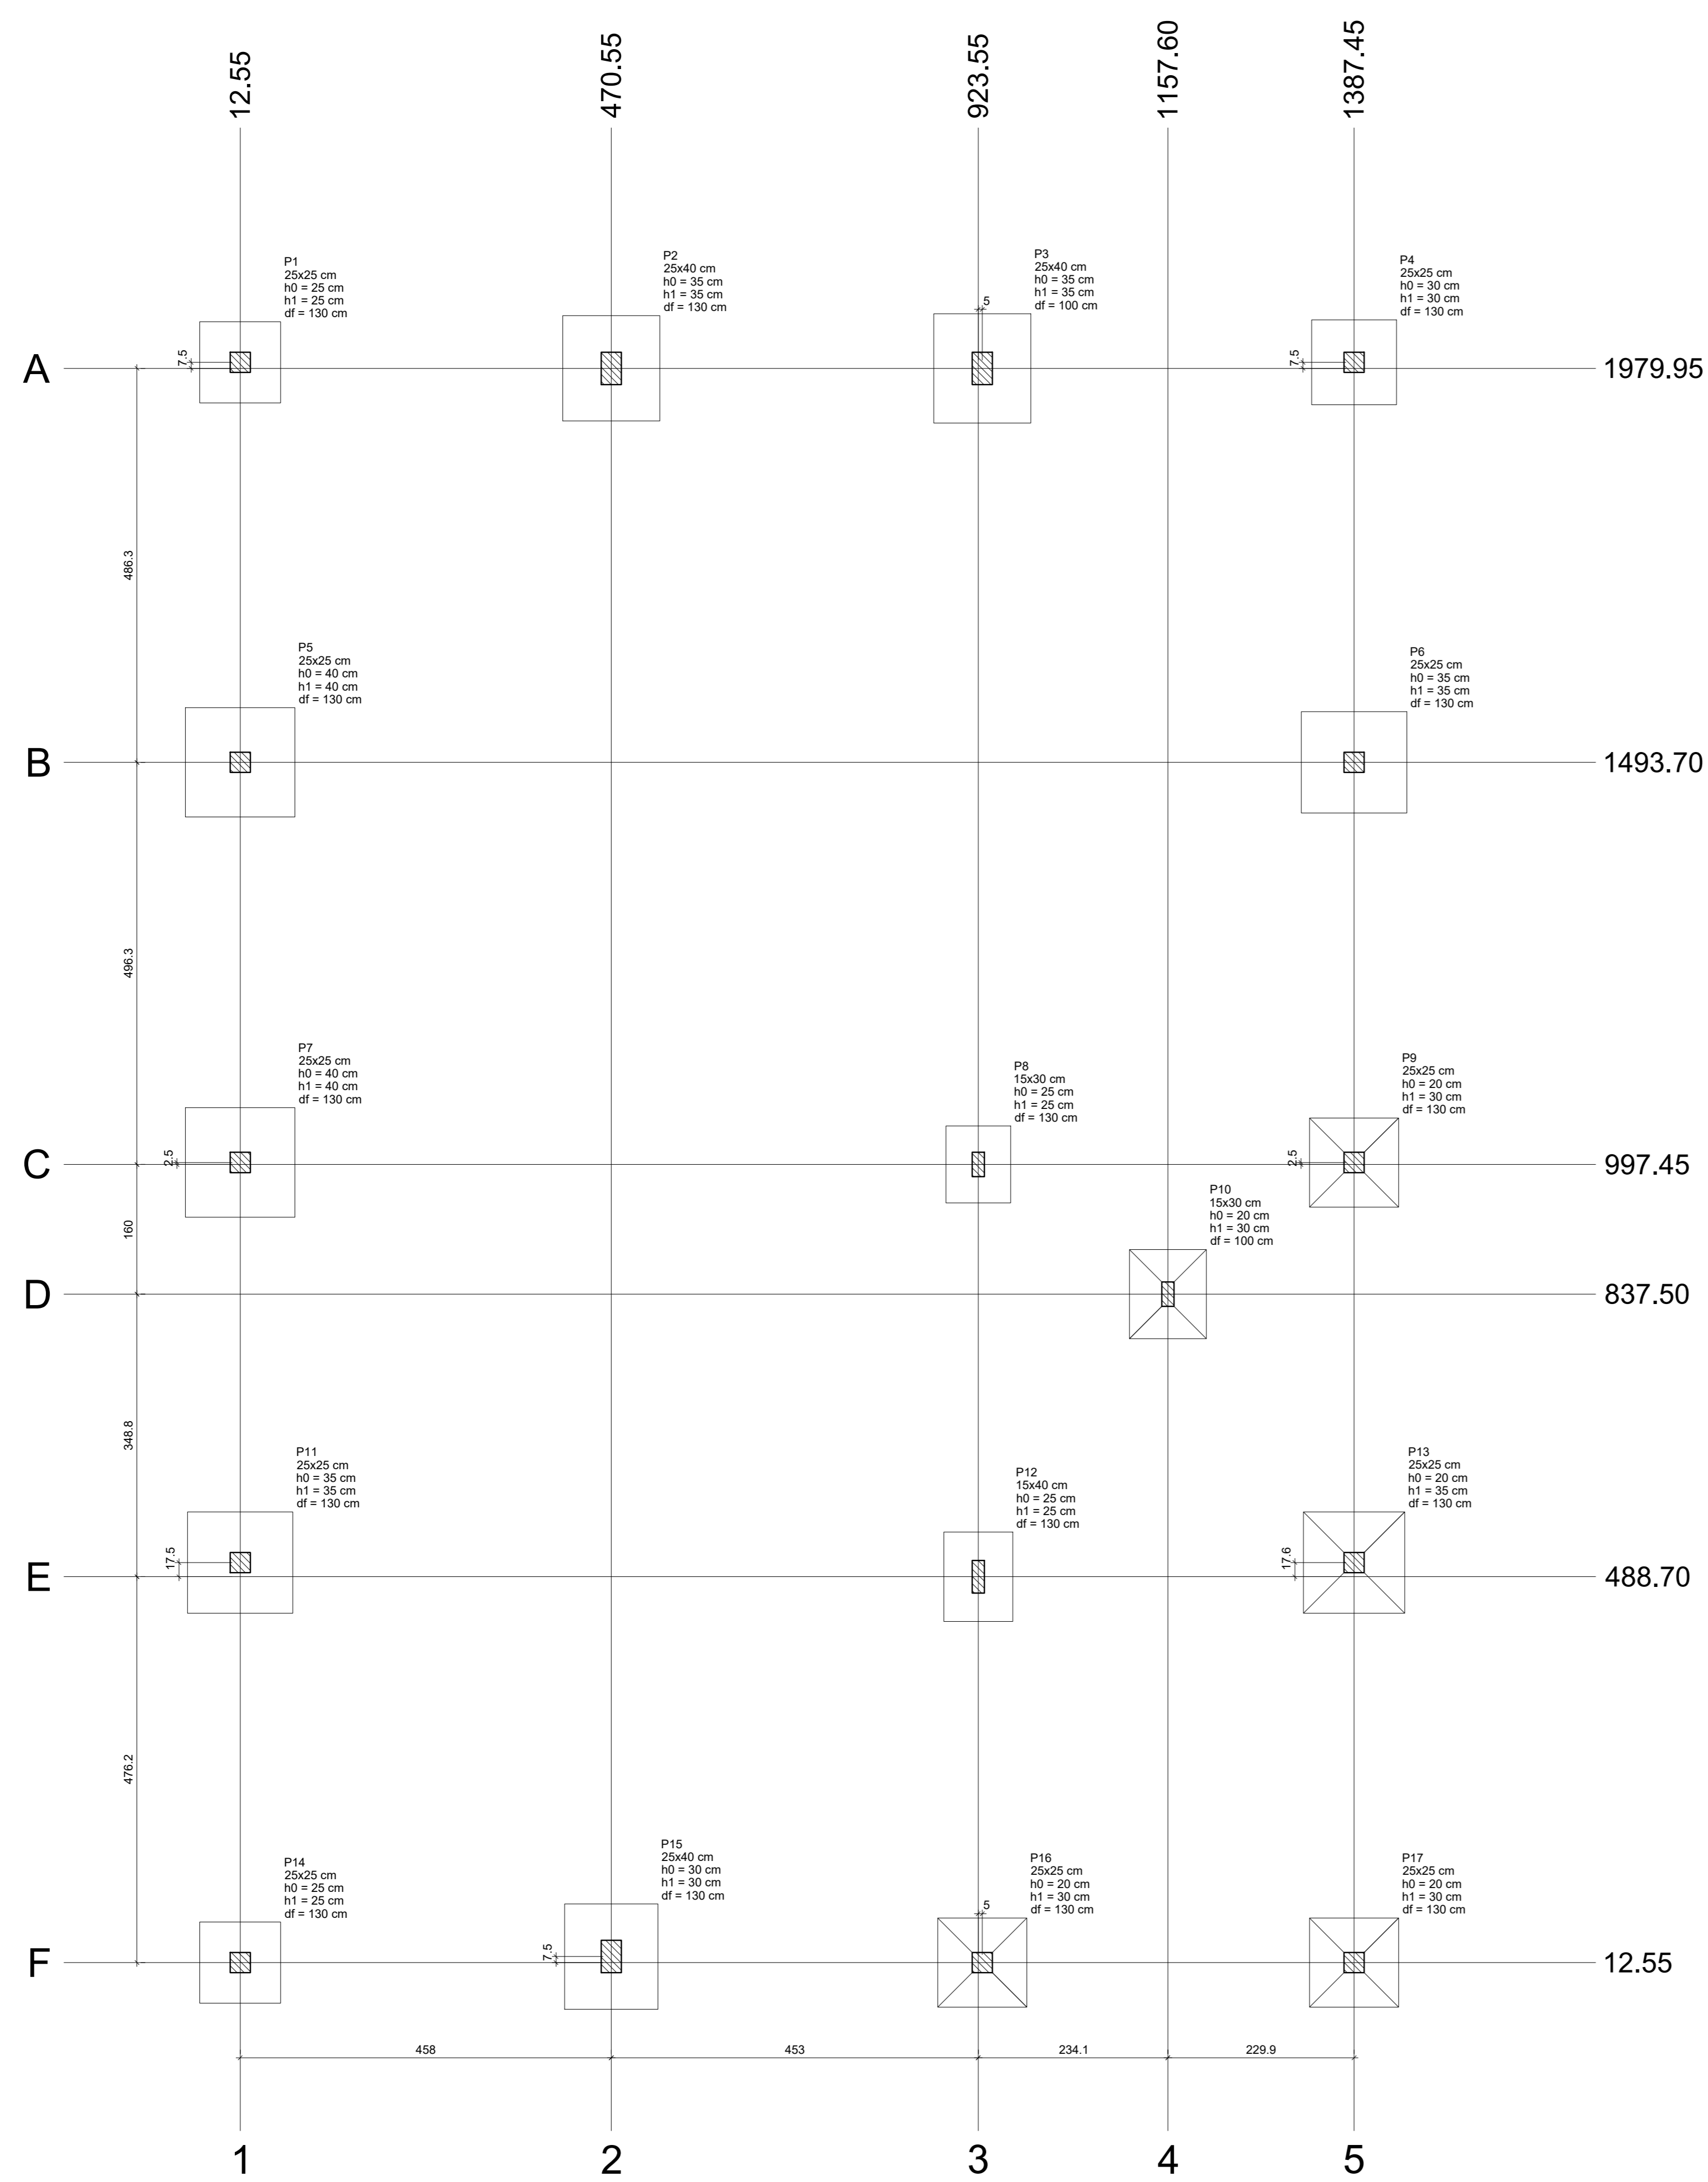 12.55
470.55
923.55
1157.60
1387.45
P1
25x25 cm
h0 = 25 cm
h1 = 25 cm
df = 130 cm
P2
25x40 cm
h0 = 35 cm
h1 = 35 cm
df = 130 cm
P3
25x40 cm
h0 = 35 cm
h1 = 35 cm
df = 100 cm
5
P4
25x25 cm
h0 = 30 cm
h1 = 30 cm
df = 130 cm
7.5
7.5
A
1979.95
486.3
P5
25x25 cm
h0 = 40 cm
h1 = 40 cm
df = 130 cm
P6
25x25 cm
h0 = 35 cm
h1 = 35 cm
df = 130 cm
B
1493.70
496.3
P7
25x25 cm
h0 = 40 cm
h1 = 40 cm
df = 130 cm
P8
15x30 cm
h0 = 25 cm
h1 = 25 cm
df = 130 cm
P9
25x25 cm
h0 = 20 cm
h1 = 30 cm
df = 130 cm
2.5
2.5
C
997.45
160
P10
15x30 cm
h0 = 20 cm
h1 = 30 cm
df = 100 cm
D
837.50
348.8
P11
25x25 cm
h0 = 35 cm
h1 = 35 cm
df = 130 cm
P12
15x40 cm
h0 = 25 cm
h1 = 25 cm
df = 130 cm
P13
25x25 cm
h0 = 20 cm
h1 = 35 cm
df = 130 cm
17.5
17.6
E
488.70
476.2
P14
25x25 cm
h0 = 25 cm
h1 = 25 cm
df = 130 cm
P15
25x40 cm
h0 = 30 cm
h1 = 30 cm
df = 130 cm
P16
25x25 cm
h0 = 20 cm
h1 = 30 cm
df = 130 cm
5
P17
25x25 cm
h0 = 20 cm
h1 = 30 cm
df = 130 cm
7.5
F
12.55
458
453
234.1
229.9
1
2
3
4
5